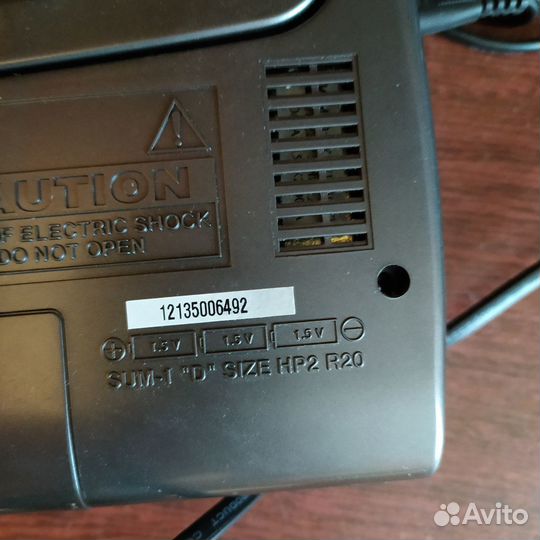 AUTION
OF ELECTRIC SHOCK
DO NOT OPEN
12135006492
1.5 V 1.5 V 1.5 V
SUM-1 "D" SIZE HP2 R20
Avito